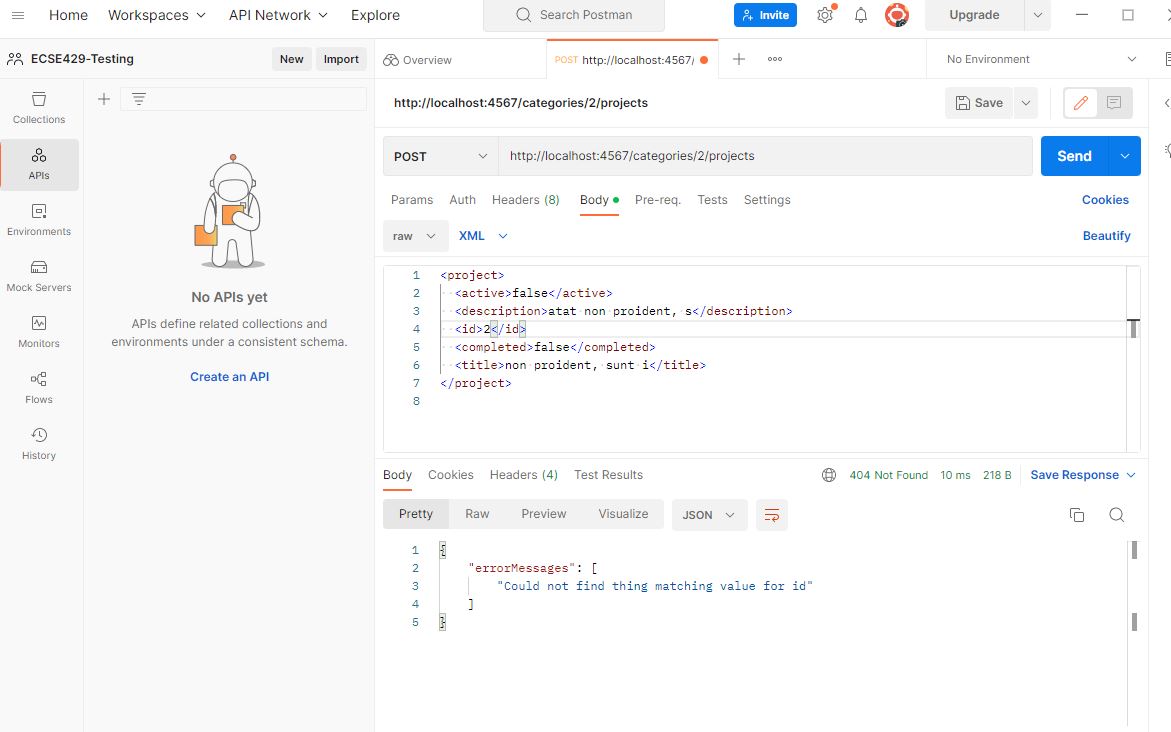 Home Workspaces API Network Explore Search Postman Invite Upgrade
ECSE429-Testing New Import Overview POST http://localhost:4567/ No Environment
Collections
APIs
Environments
Mock Servers
Monitors
Flows
History
No APIs yet
APIs define related collections and
environments under a consistent schema.
Create an API
http://localhost:4567/categories/2/projects Save
POST http://localhost:4567/categories/2/projects Send
Params Auth Headers (8) Body Pre-req. Tests Settings Cookies
raw XML Beautify
1 <project>
2 <active>false</active>
3 <description>atat non proident, s</description>
4 <id>2</id>
5 <completed>false</completed>
6 <title>non proident, sunt i</title>
7 </project>
8
Body Cookies Headers (4) Test Results 404 Not Found 10 ms 218 B Save Response
Pretty Raw Preview Visualize JSON
1 {
2 "errorMessages": [
3 "Could not find thing matching value for id"
4 ]
5 }